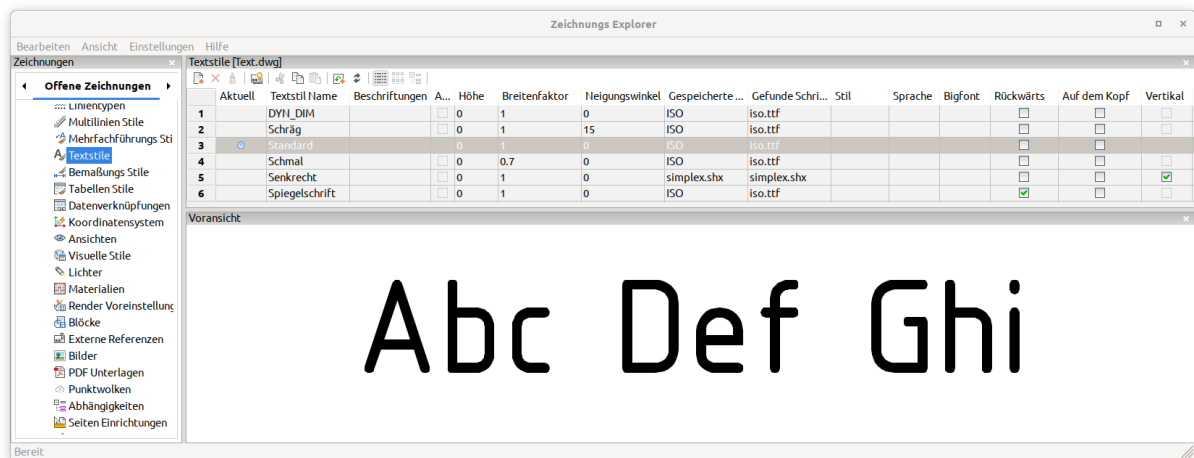 Zeichnungs Explorer
Bearbeiten Ansicht Einstellungen Hilfe
Zeichnungen
Offene Zeichnungen
Linientypen
Multilinien Stile
Mehrfachführungs Sti
Textstile
Bemaßungs Stile
Tabellen Stile
Datenverknüpfungen
Koordinatensystem
Ansichten
Visuelle Stile
Lichter
Materialien
Render Voreinstellung
Blöcke
Externe Referenzen
Bilder
PDF Unterlagen
Punktwolken
Abhängigkeiten
Seiten Einrichtungen
Textstile [Text.dwg]
Aktuell Textstil Name Beschriftungen A... Höhe Breitenfaktor Neigungswinkel Gespeicherte ... Gefunde Schri... Stil Sprache Bigfont Rückwärts Auf dem Kopf Vertikal
1 DYN_DIM 0 1 0 ISO iso.ttf
2 Schräg 0 1 15 ISO iso.ttf
3 Standard 0 1 0 ISO iso.ttf
4 Schmal 0 0.7 0 ISO iso.ttf
5 Senkrecht 0 1 0 simplex.shx simplex.shx
6 Spiegelschrift 0 1 0 ISO iso.ttf
Voransicht
Abc Def Ghi
Bereit